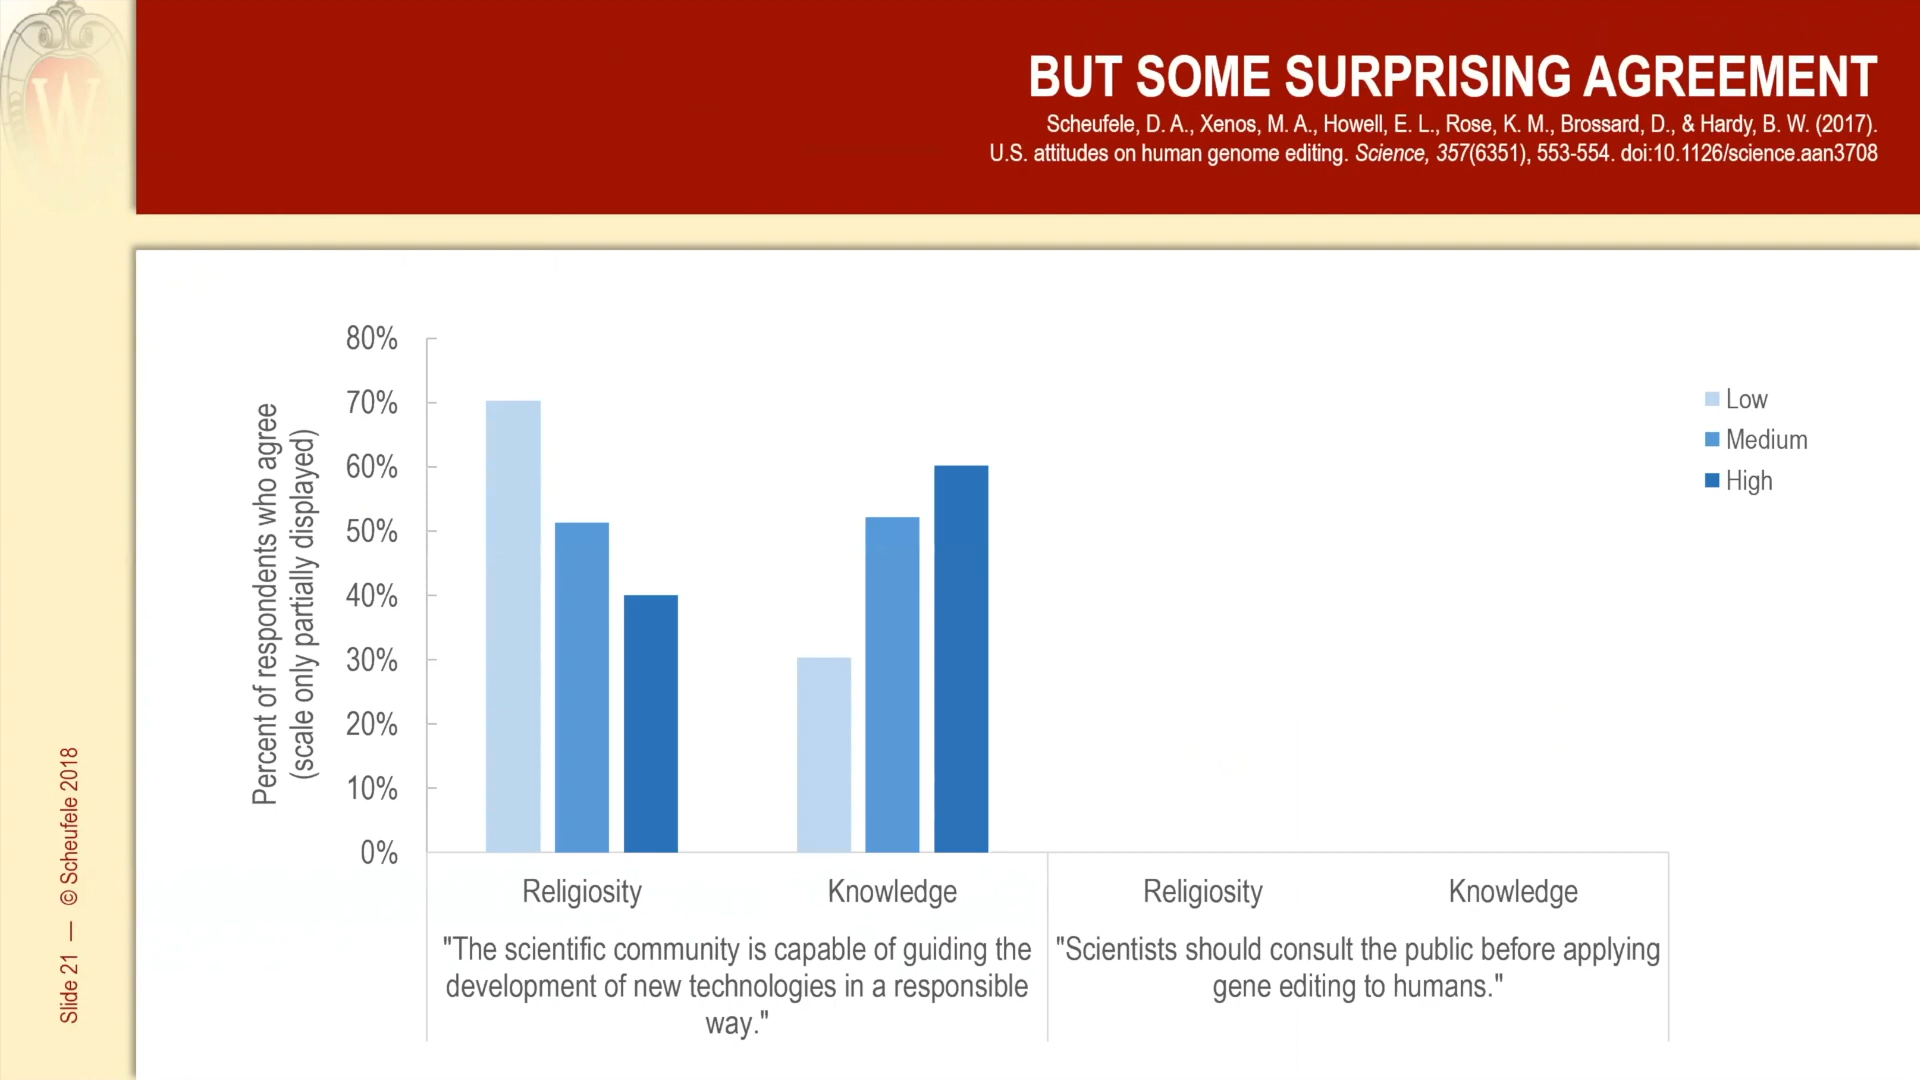 W
BUT SOME SURPRISING AGREEMENT
Scheufele, D. A., Xenos, M. A., Howell, E. L., Rose, K. M., Brossard, D., & Hardy, B. W. (2017).
U.S. attitudes on human genome editing. Science, 357(6351), 553-554. doi:10.1126/science.aan3708
Percent of respondents who agree
(scale only partially displayed)
80%
70%
60%
50%
40%
30%
20%
10%
0%
Low
Medium
High
Religiosity
Knowledge
Religiosity
Knowledge
"The scientific community is capable of guiding the
development of new technologies in a responsible
way."
"Scientists should consult the public before applying
gene editing to humans."
Slide 21 — © Scheufele 2018